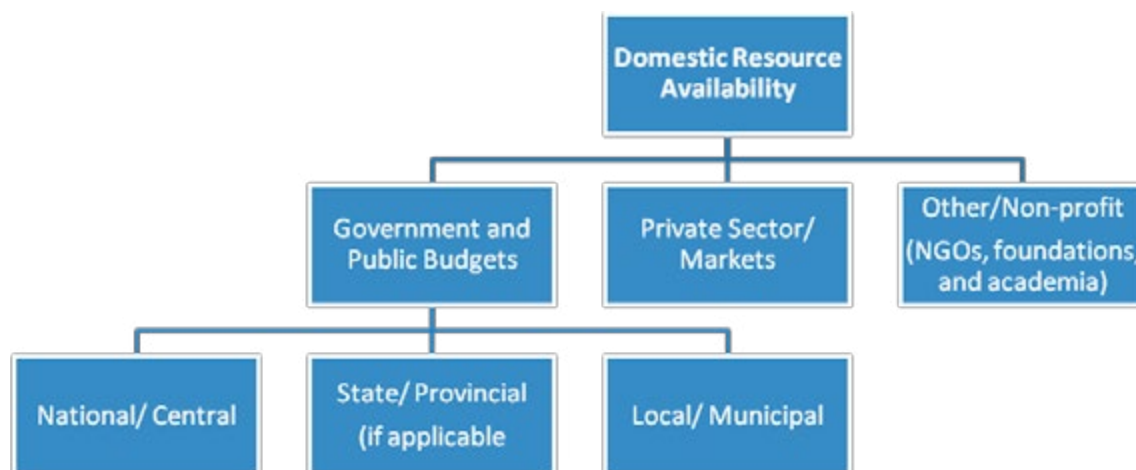 Domestic Resource
Availability
Government and
Public Budgets
Private Sector/
Markets
Other/Non-profit
(NGOs, foundations,
and academia)
National/ Central
State/ Provincial
(if applicable
Local/ Municipal